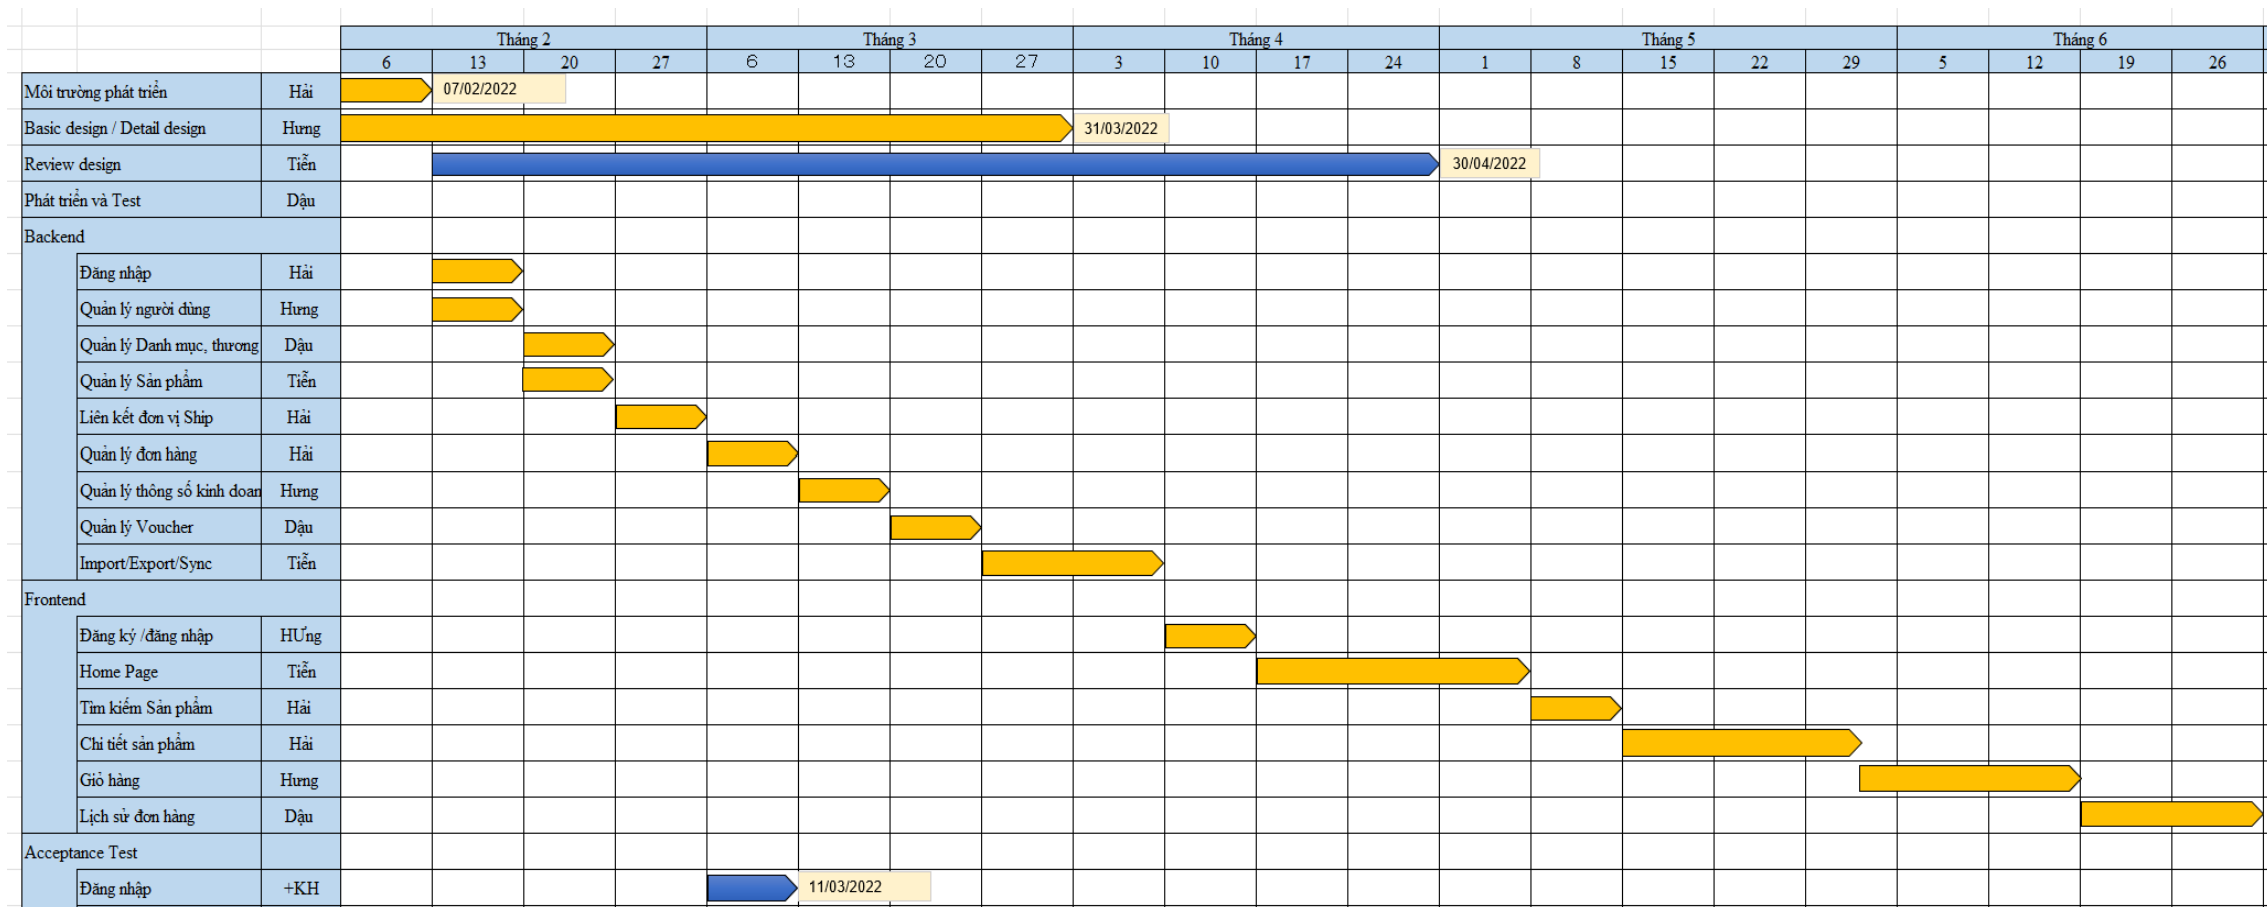 Tháng 2 Tháng 3 Tháng 4 Tháng 5 Tháng 6
6 13 20 27 6 13 20 27 3 10 17 24 1 8 15 22 29 5 12 19 26
Môi trường phát triển Hải 07/02/2022
Basic design / Detail design Hưng 31/03/2022
Review design Tiễn 30/04/2022
Phát triển và Test Dậu
Backend
Đăng nhập Hải
Quản lý người dùng Hưng
Quản lý Danh mục, thương Dậu
Quản lý Sản phẩm Tiễn
Liên kết đơn vị Ship Hải
Quản lý đơn hàng Hải
Quản lý thông số kinh doan Hưng
Quản lý Voucher Dậu
Import/Export/Sync Tiễn
Frontend
Đăng ký /đăng nhập HƯng
Home Page Tiễn
Tìm kiếm Sản phẩm Hải
Chi tiết sản phẩm Hải
Giỏ hàng Hưng
Lịch sử đơn hàng Dậu
Acceptance Test
Đăng nhập +KH 11/03/2022